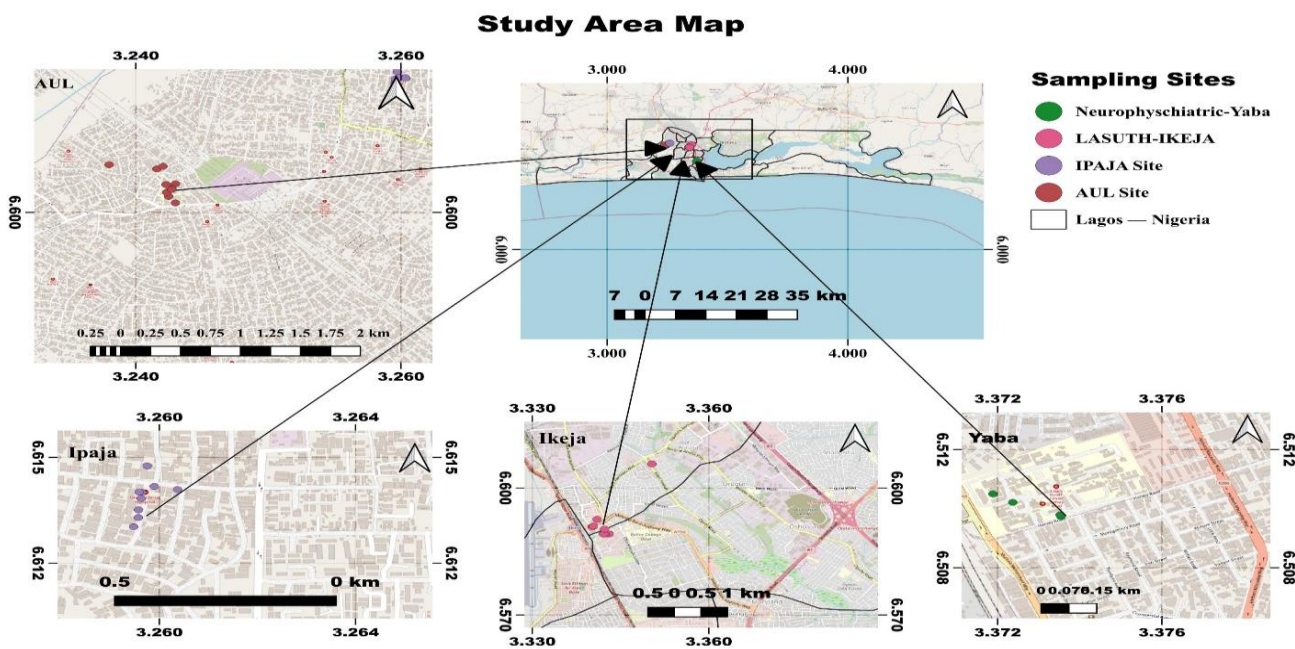 Study Area Map
3.240 3.260
AUL
6.600
6.600
0.25 0 0.25 0.5 0.75 1 1.25 1.5 1.75 2 km
3.240 3.260
3.000 4.000
6.000
6.000
7 0 7 14 21 28 35 km
3.000 4.000
Sampling Sites
Neurophyschiatric-Yaba
LASUTH-IKEJA
IPAJA Site
AUL Site
Lagos — Nigeria
3.260 3.264
Ipaja
6.615
6.615
6.612
6.612
0.5 0 km
3.260 3.264
3.330 3.360
Ikeja
6.600
6.600
0.5 0 0.5 1 km
6.570
6.570
3.330 3.360
3.372 3.376
Yaba
6.512
6.512
6.508
6.508
0 0.076.15 km
3.372 3.376